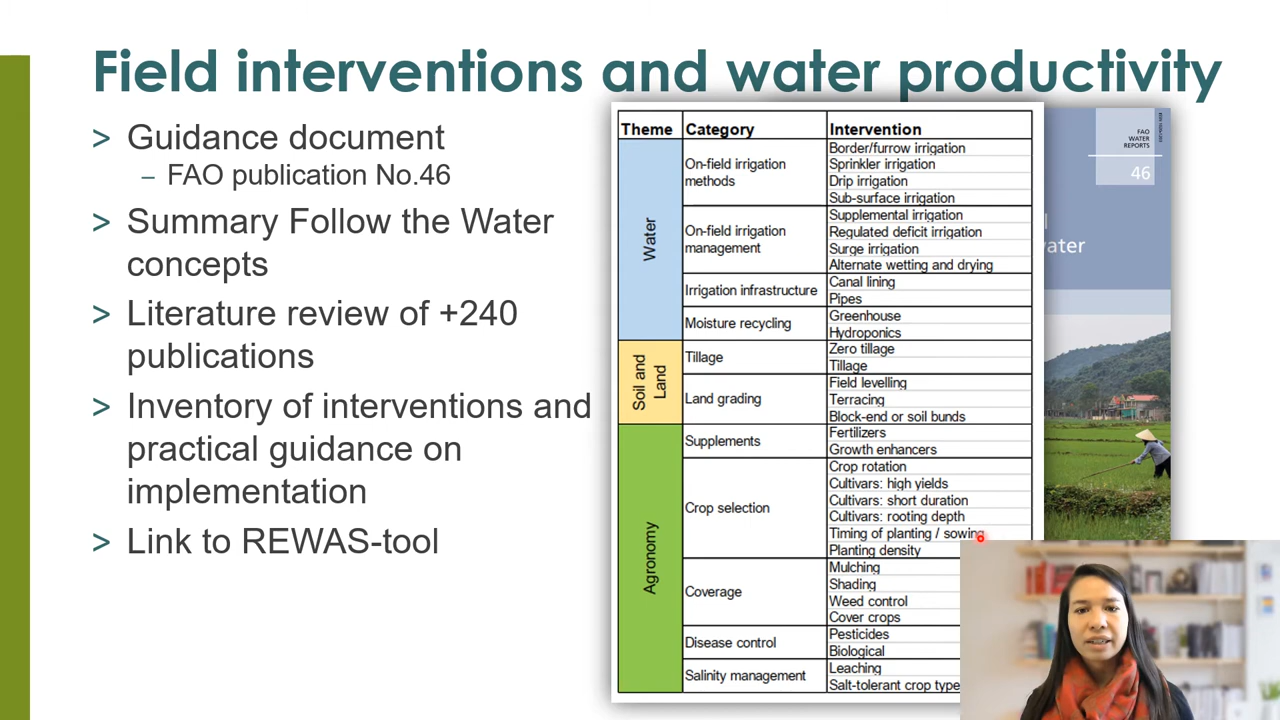 Field interventions and water productivity
> Guidance document
– FAO publication No.46
> Summary Follow the Water
concepts
> Literature review of +240
publications
> Inventory of interventions and
practical guidance on
implementation
> Link to REWAS-tool
Theme Category Intervention
Water
On-field irrigation
methods
Border/furrow irrigation
Sprinkler irrigation
Drip irrigation
Sub-surface irrigation
On-field irrigation
management
Supplemental irrigation
Regulated deficit irrigation
Surge irrigation
Alternate wetting and drying
Irrigation infrastructure
Canal lining
Pipes
Moisture recycling
Greenhouse
Hydroponics
Soil and
Land
Tillage
Zero tillage
Tillage
Land grading
Field levelling
Terracing
Block-end or soil bunds
Agronomy
Supplements
Fertilizers
Growth enhancers
Crop selection
Crop rotation
Cultivars: high yields
Cultivars: short duration
Cultivars: rooting depth
Timing of planting / sowing
Planting density
Coverage
Mulching
Shading
Weed control
Cover crops
Disease control
Pesticides
Biological
Salinity management
Leaching
Salt-tolerant crop type
FAO
WATER
REPORTS
46
ater